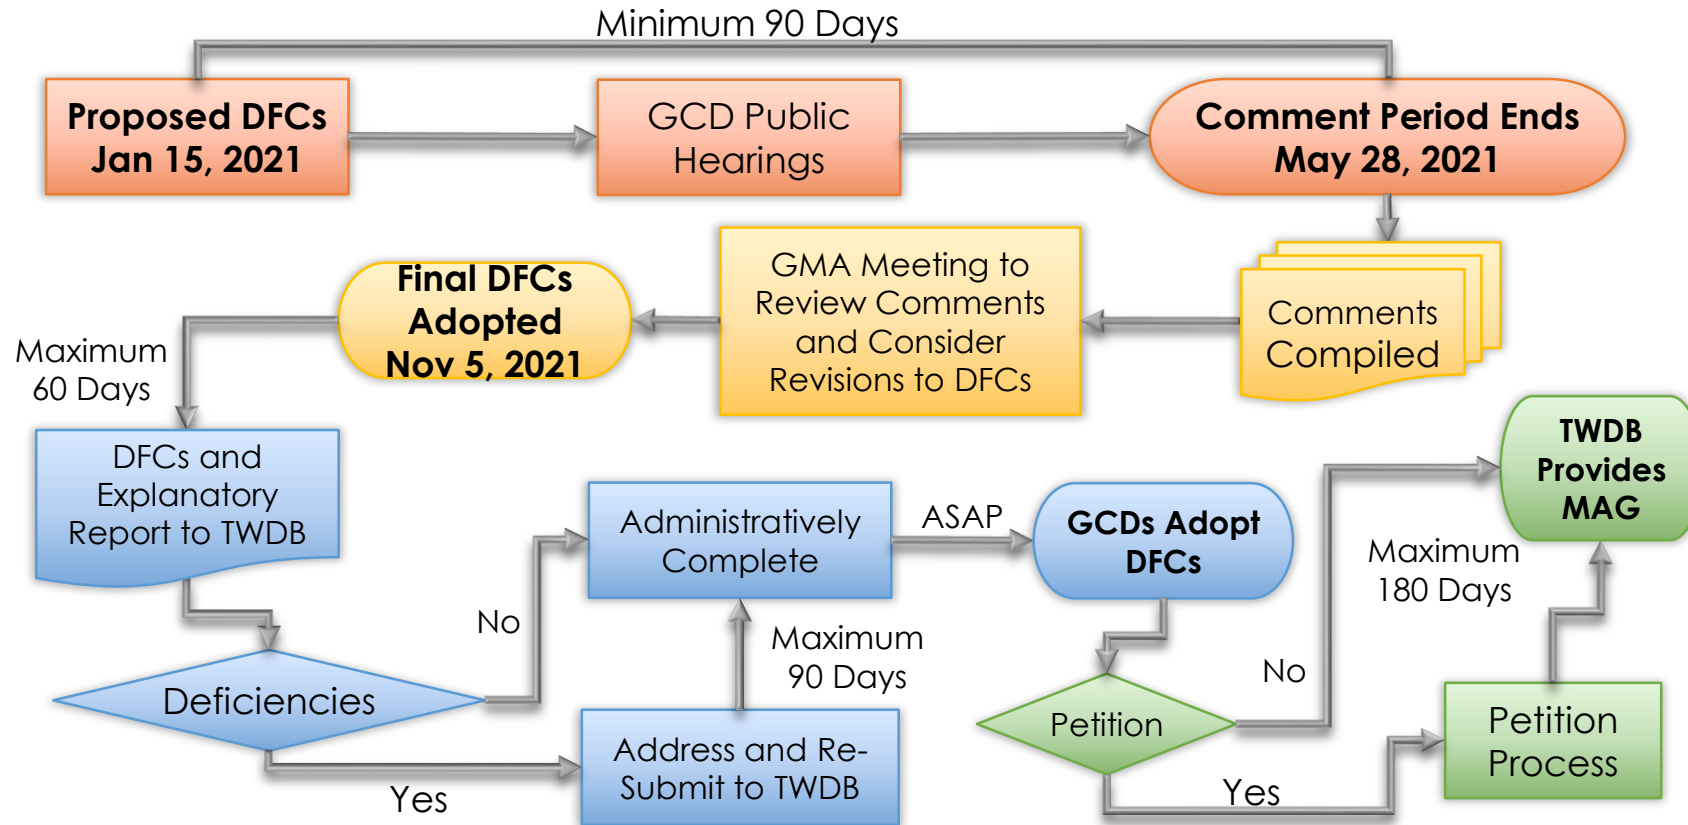 Minimum 90 Days
Proposed DFCs
Jan 15, 2021
GCD Public
Hearings
Comment Period Ends
May 28, 2021
Final DFCs
Adopted
Nov 5, 2021
GMA Meeting to
Review Comments
and Consider
Revisions to DFCs
Comments
Compiled
Maximum
60 Days
DFCs and
Explanatory
Report to TWDB
Administratively
Complete
ASAP
GCDs Adopt
DFCs
TWDB
Provides
MAG
Maximum
180 Days
No
Maximum
90 Days
No
Deficiencies
Yes
Address and Re-
Submit to TWDB
Petition
Yes
Petition
Process